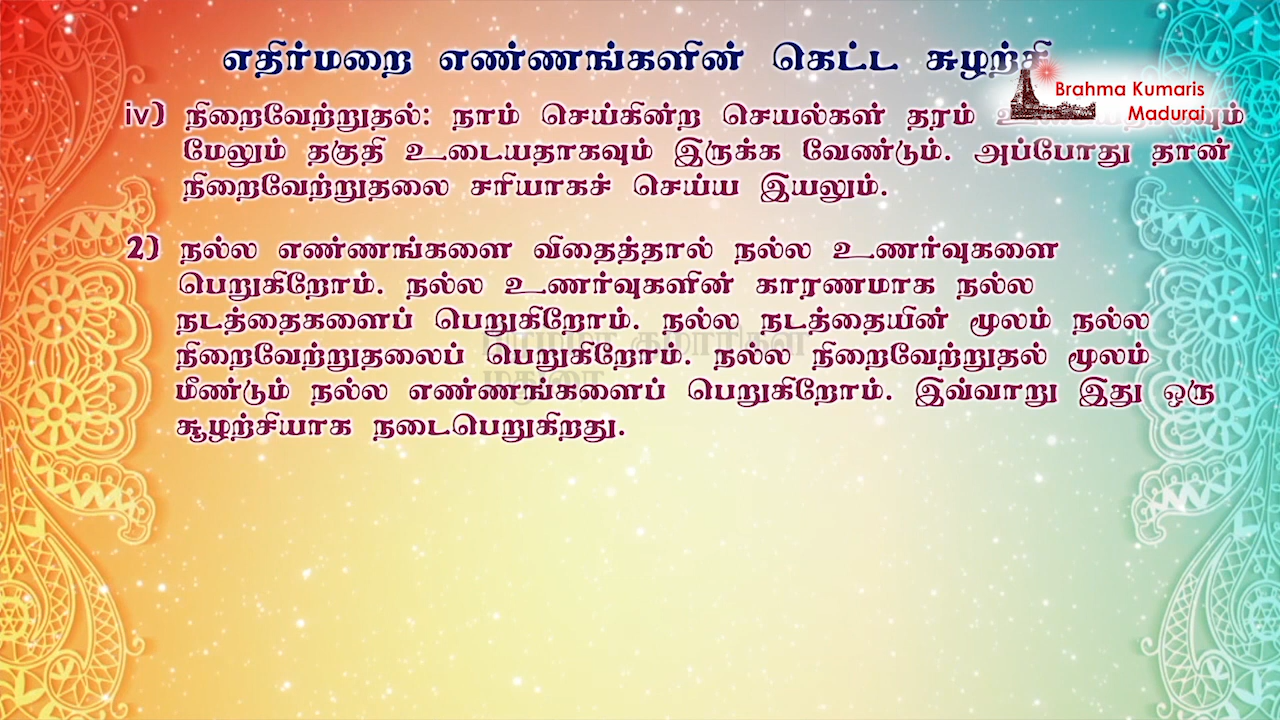 எதிர்மறை எண்ணங்களின் கெட்ட சுழற்சி
Brahma Kumaris
Madurai
iv) நிறைவேற்றுதல்: நாம் செய்கின்ற செயல்கள் தரம்
மேலும் தகுதி உடையதாகவும் இருக்க வேண்டும். அப்போது தான்
நிறைவேற்றுதலை சரியாகச் செய்ய இயலும்.
2) நல்ல எண்ணங்களை விதைத்தால் நல்ல உணர்வுகளை
பெறுகிறோம். நல்ல உணர்வுகளின் காரணமாக நல்ல
நடத்தைகளைப் பெறுகிறோம். நல்ல நடத்தையின் மூலம் நல்ல
நிறைவேற்றுதலைப் பெறுகிறோம். நல்ல நிறைவேற்றுதல் மூலம்
மீண்டும் நல்ல எண்ணங்களைப் பெறுகிறோம். இவ்வாறு இது ஒரு
சூழற்சியாக நடைபெறுகிறது.